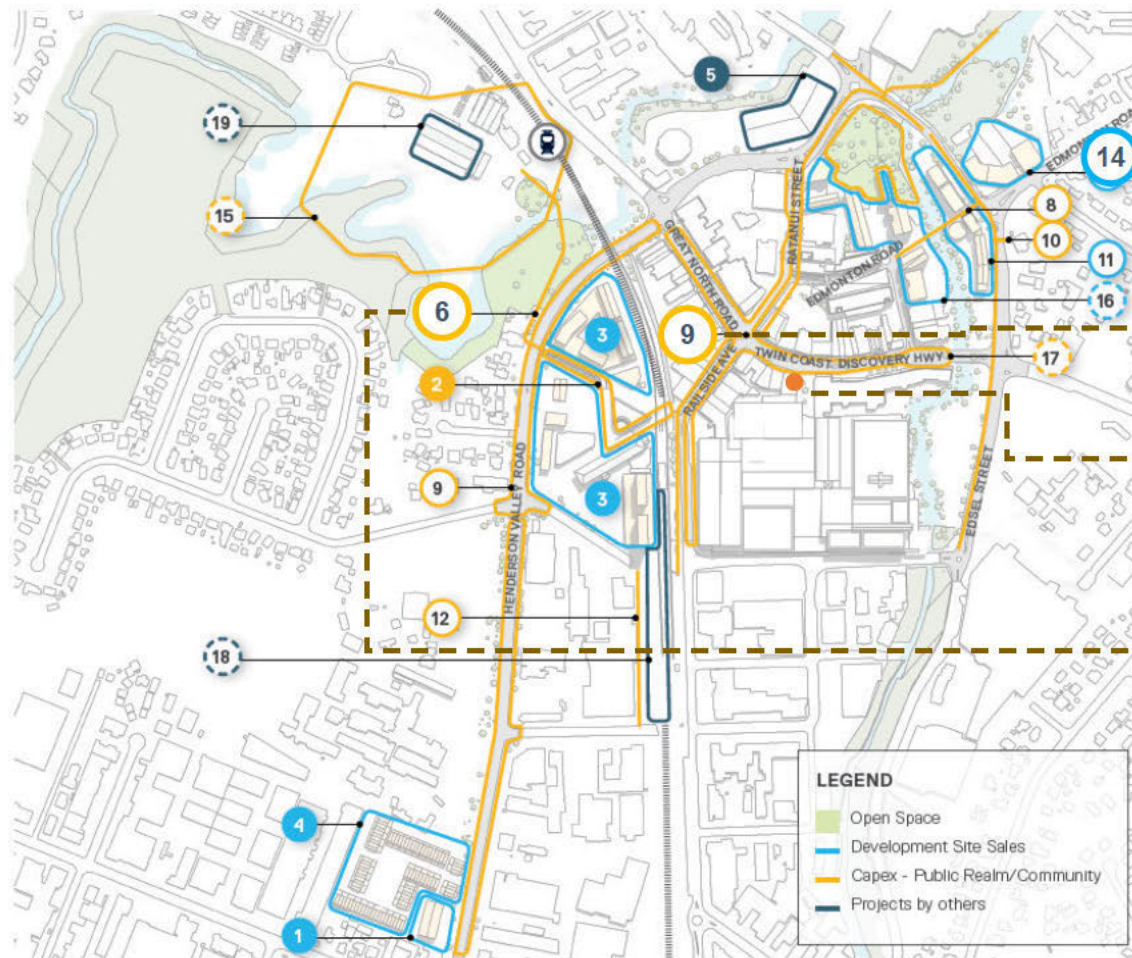 5
19
14
EDMONTON ROAD
8
15
10
RATANUI STREET
GREAT NORTH ROAD
11
EDMONTON ROAD
16
6
3
9
17
TWIN COAST DISCOVERY HWY
2
RAILSIDE AVE
9
3
HENDERSON VALLEY ROAD
EDSEL STREET
12
18
LEGEND
Open Space
Development Site Sales
Capex - Public Realm/Community
Projects by others
4
1